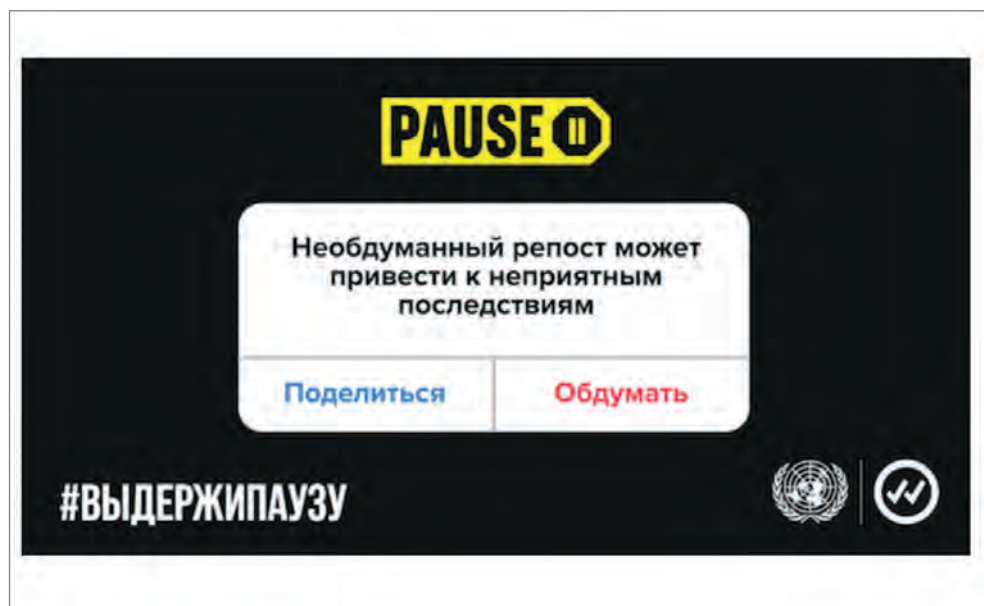 PAUSE
Необдуманный репост может
привести к неприятным
последствиям
Поделиться
Обдумать
#ВЫДЕРЖИПАУЗУ